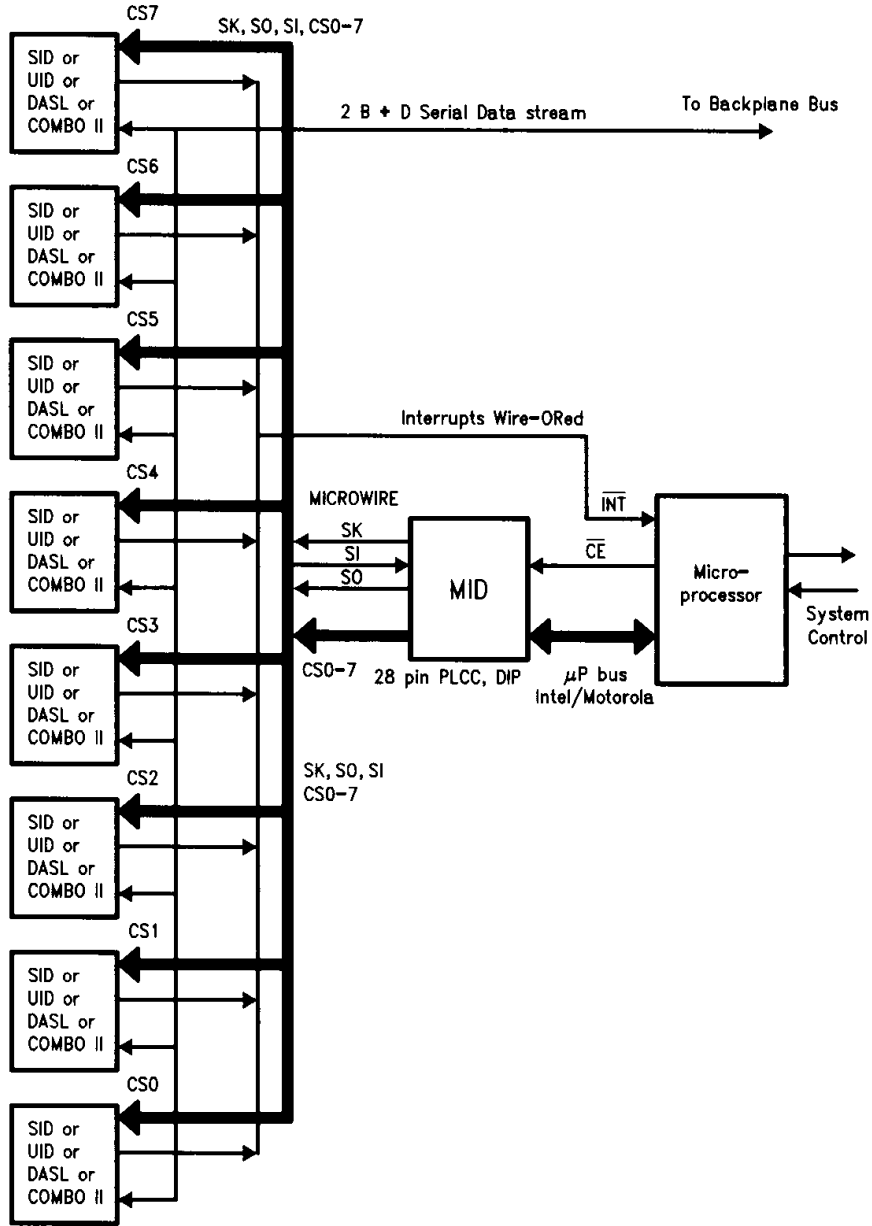 CS7
SK, SO, SI, CS0-7
SID or
UID or
DASL or
COMBO II
2 B + D Serial Data stream
To Backplane Bus
CS6
SID or
UID or
DASL or
COMBO II
CS5
SID or
UID or
DASL or
COMBO II
Interrupts Wire-ORed
CS4
SID or
UID or
DASL or
COMBO II
MICROWIRE
SK
SI
SO
MID
INT
CE
Micro-
processor
System
Control
CS0-7
28 pin PLCC, DIP
μP bus
Intel/Motorola
CS3
SID or
UID or
DASL or
COMBO II
SK, SO, SI
CS0-7
CS2
SID or
UID or
DASL or
COMBO II
CS1
SID or
UID or
DASL or
COMBO II
CS0
SID or
UID or
DASL or
COMBO II